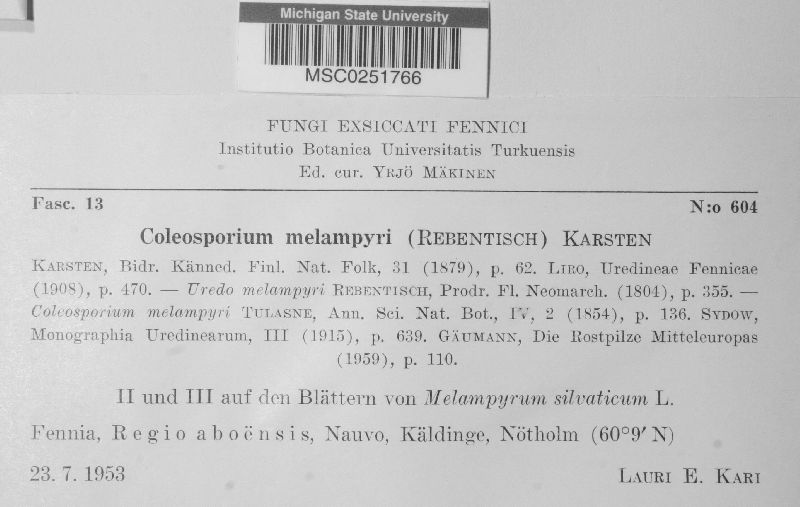 Michigan State University
MSC0251766
FUNGI EXSICCATI FENNICI
Institutio Botanica Universitatis Turkuensis
Ed. cur. YRJÖ MÄKINEN
Fasc. 13 N:o 604
Coleosporium melampyri (REBENTISCH) KARSTEN
KARSTEN, Bidr. Känned. Finl. Nat. Folk, 31 (1879), p. 62. LIRO, Uredineae Fennicae
(1908), p. 470. — Uredo melampyri REBENTISCH, Prodr. Fl. Neomarch. (1804), p. 355. —
Coleosporium melampyri TULASNE, Ann. Sci. Nat. Bot., IV, 2 (1854), p. 136. SYDOW,
Monographia Uredinearum, III (1915), p. 639. GÄUMANN, Die Rostpilze Mitteleuropas
(1959), p. 110.
II und III auf den Blättern von Melampyrum silvaticum L.
Fennia, Regio aboënsis, Nauvo, Käldinge, Nötholm (60°9′ N)
23. 7. 1953 LAURI E. KARI